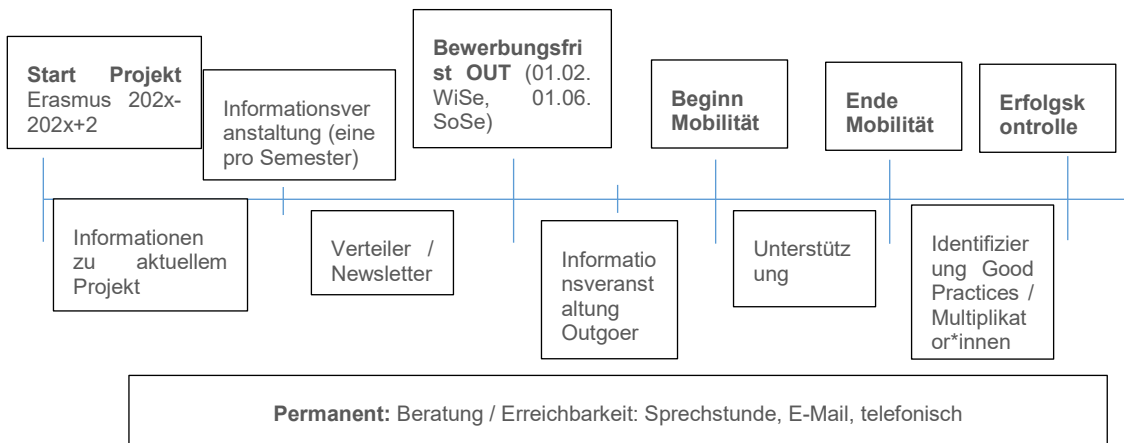 Start Projekt
Erasmus 202x-
202x+2
Informationsver
anstaltung (eine
pro Semester)
Bewerbungsfri
st OUT (01.02.
WiSe, 01.06.
SoSe)
Beginn
Mobilität
Ende
Mobilität
Erfolgsk
ontrolle
Informationen
zu aktuellem
Projekt
Verteiler /
Newsletter
Informatio
nsveranst
altung
Outgoer
Unterstütz
ung
Identifizier
ung Good
Practices /
Multiplikat
or*innen
Permanent: Beratung / Erreichbarkeit: Sprechstunde, E-Mail, telefonisch